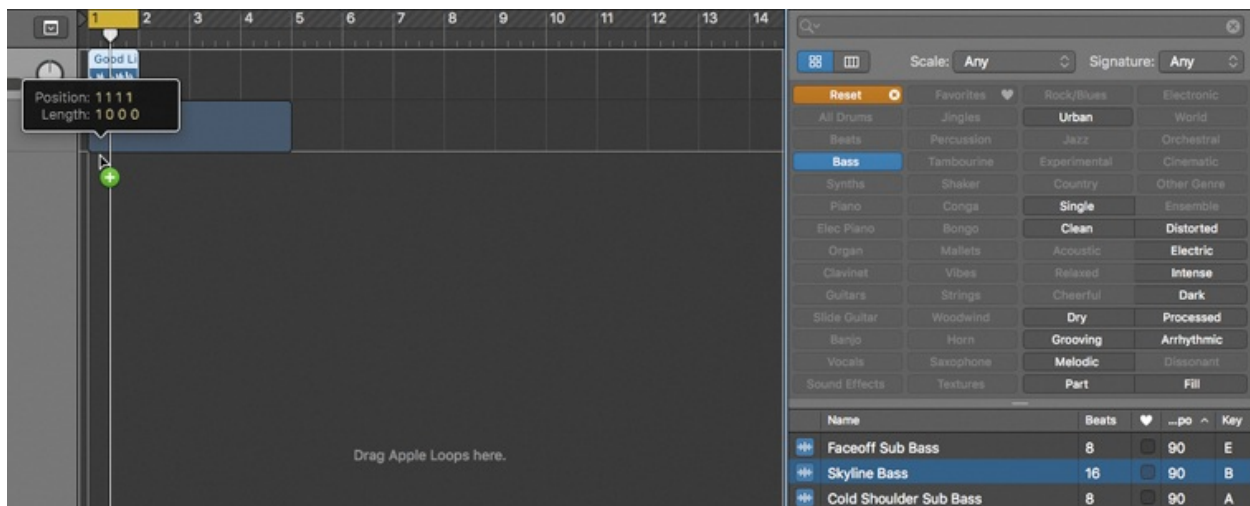 1 2 3 4 5 6 7 8 9 10 11 12 13 14
Good Li
Position: 1 1 1 1
Length: 1 0 0 0
Drag Apple Loops here.
Scale: Any Signature: Any
Reset Favorites Rock/Blues Electronic
All Drums Jingles Urban World
Beats Percussion Jazz Orchestral
Bass Tambourine Experimental Cinematic
Synths Shaker Country Other Genre
Piano Conga Single Ensemble
Elec Piano Bongo Clean Distorted
Organ Mallets Acoustic Electric
Clavinet Vibes Relaxed Intense
Guitars Strings Cheerful Dark
Slide Guitar Woodwind Dry Processed
Banjo Horn Grooving Arrhythmic
Vocals Saxophone Melodic Dissonant
Sound Effects Textures Part Fill
Name Beats ...po Key
Faceoff Sub Bass 8 90 E
Skyline Bass 16 90 B
Cold Shoulder Sub Bass 8 90 A